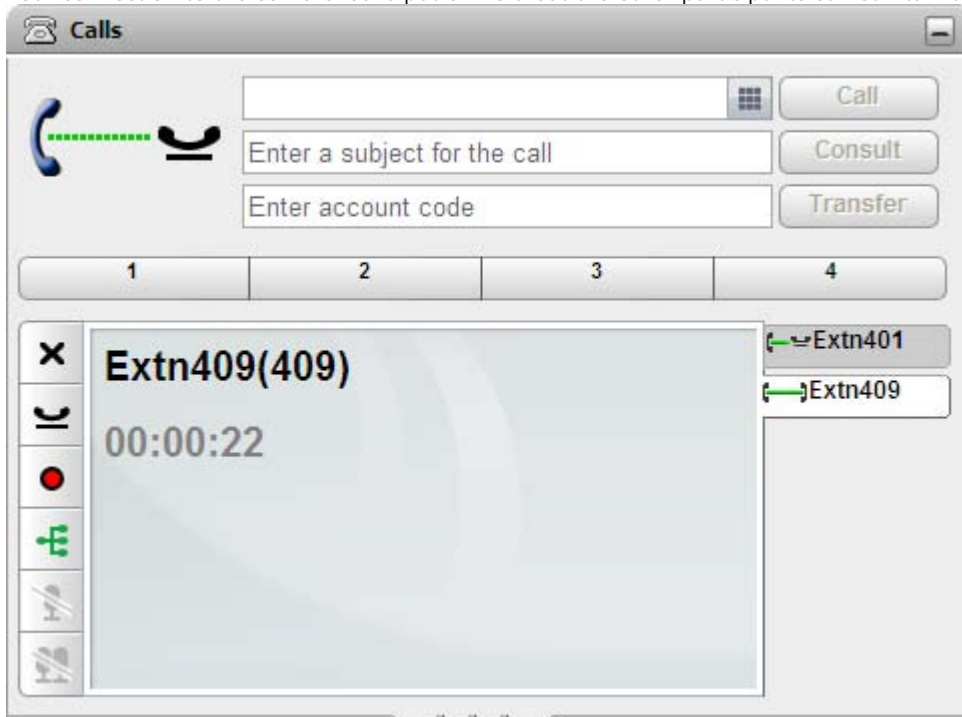 Calls
Call
Enter a subject for the call
Consult
Enter account code
Transfer
1 2 3 4
Extn409(409)
00:00:22
Extn401
Extn409